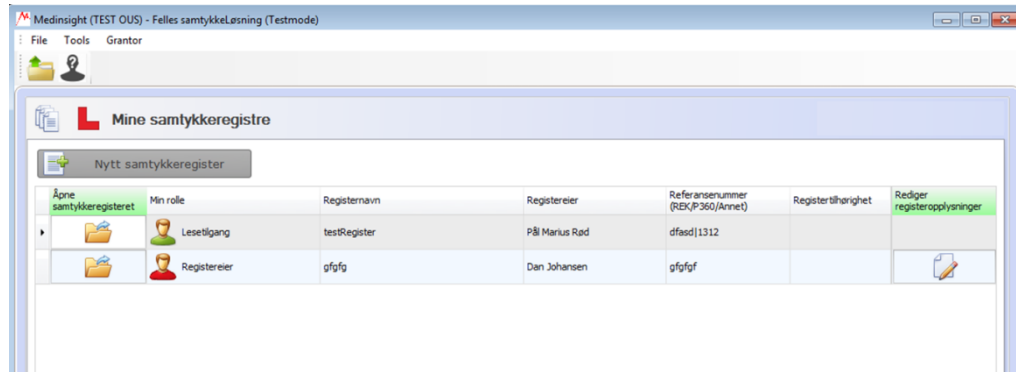 Medinsight (TEST OUS) - Felles samtykkeLøsning (Testmode)
File Tools Grantor
Mine samtykkeregistre
Nytt samtykkeregister
Åpne samtykkeregisteret Min rolle Registernavn Registereier Referansenummer (REK/P360/Annet) Registertilhørighet Rediger registeropplysninger
Lesetilgang testRegister Pål Marius Rød dfasd|1312
Registereier gfgfg Dan Johansen gfgfgf